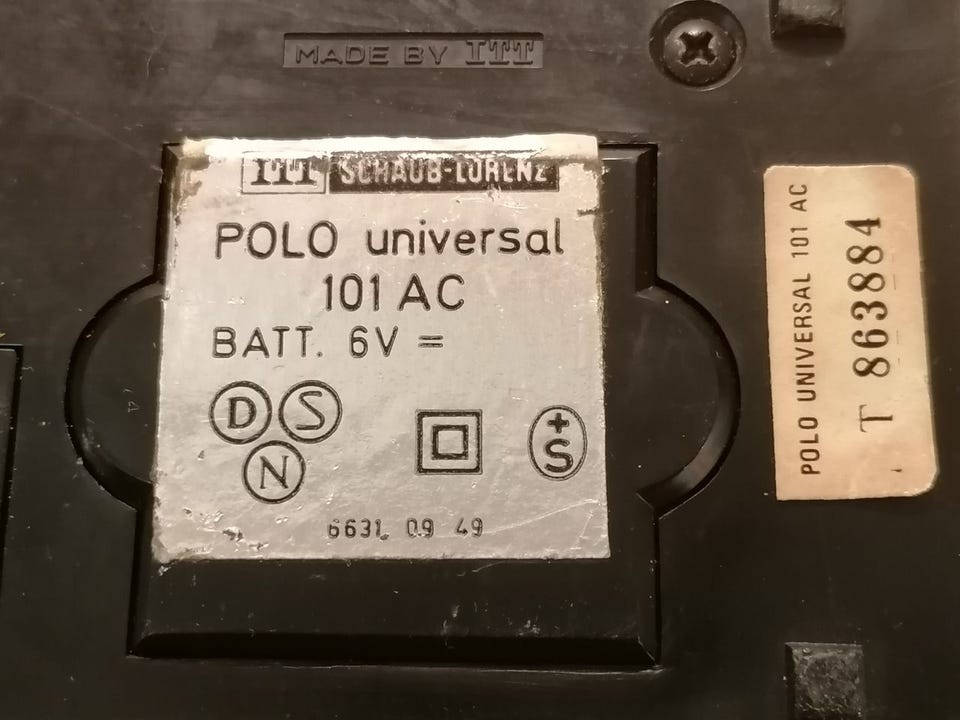 MADE BY ITT
ITT SCHAUB-LORENZ
POLO universal
101 AC
BATT. 6V =
D S
N
+
S
6631 09 49
POLO UNIVERSAL 101 AC
T 863884